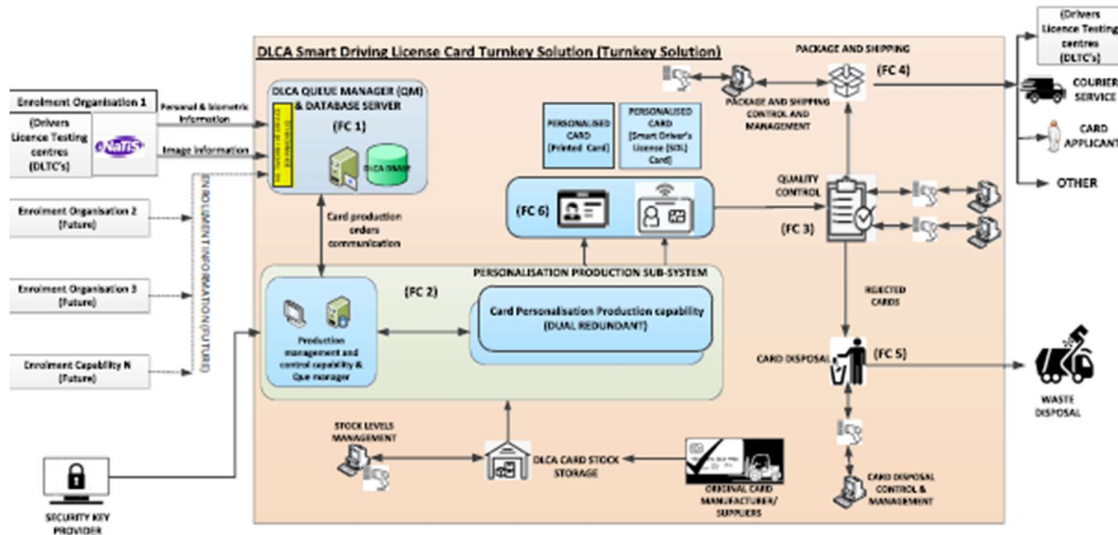 DLCA Smart Driving License Card Turnkey Solution (Turnkey Solution)
Enrolment Organisation 1
(Drivers
Licence Testing
centres
(DLTC's)
eNaTIS
Personal & biometric
Information
Image Information
Enrolment Organisation 2
(Future)
Enrolment Organisation 3
(Future)
Enrolment Capability N
(Future)
ENROLMENT INFORMATION (FUTURE)
SECURITY KEY
PROVIDER
DLCA QUEUE MANAGER (QM)
& DATABASE SERVER
(FC 1)
DLCA DBASE
Card production
orders
communication
PERSONALISED
CARD
(Printed Card)
PERSONALISED
CARD
(Smart Driver's
License (SDL)
Card)
(FC 6)
PERSONALISATION PRODUCTION SUB-SYSTEM
(FC 2)
Production
management and
control capability &
Que manager
Card Personalisation Production capability
(DUAL REDUNDANT)
STOCK LEVELS
MANAGEMENT
DLCA CARD STOCK
STORAGE
ORIGINAL CARD
MANUFACTURER/
SUPPLIERS
PACKAGE AND SHIPPING
(FC 4)
PACKAGE AND SHIPPING
CONTROL AND
MANAGEMENT
QUALITY
CONTROL
(FC 3)
REJECTED
CARDS
CARD DISPOSAL
(FC 5)
CARD DISPOSAL
CONTROL &
MANAGEMENT
(Drivers
Licence Testing
centres
(DLTC's)
COURIER
SERVICE
CARD
APPLICANT
OTHER
WASTE
DISPOSAL